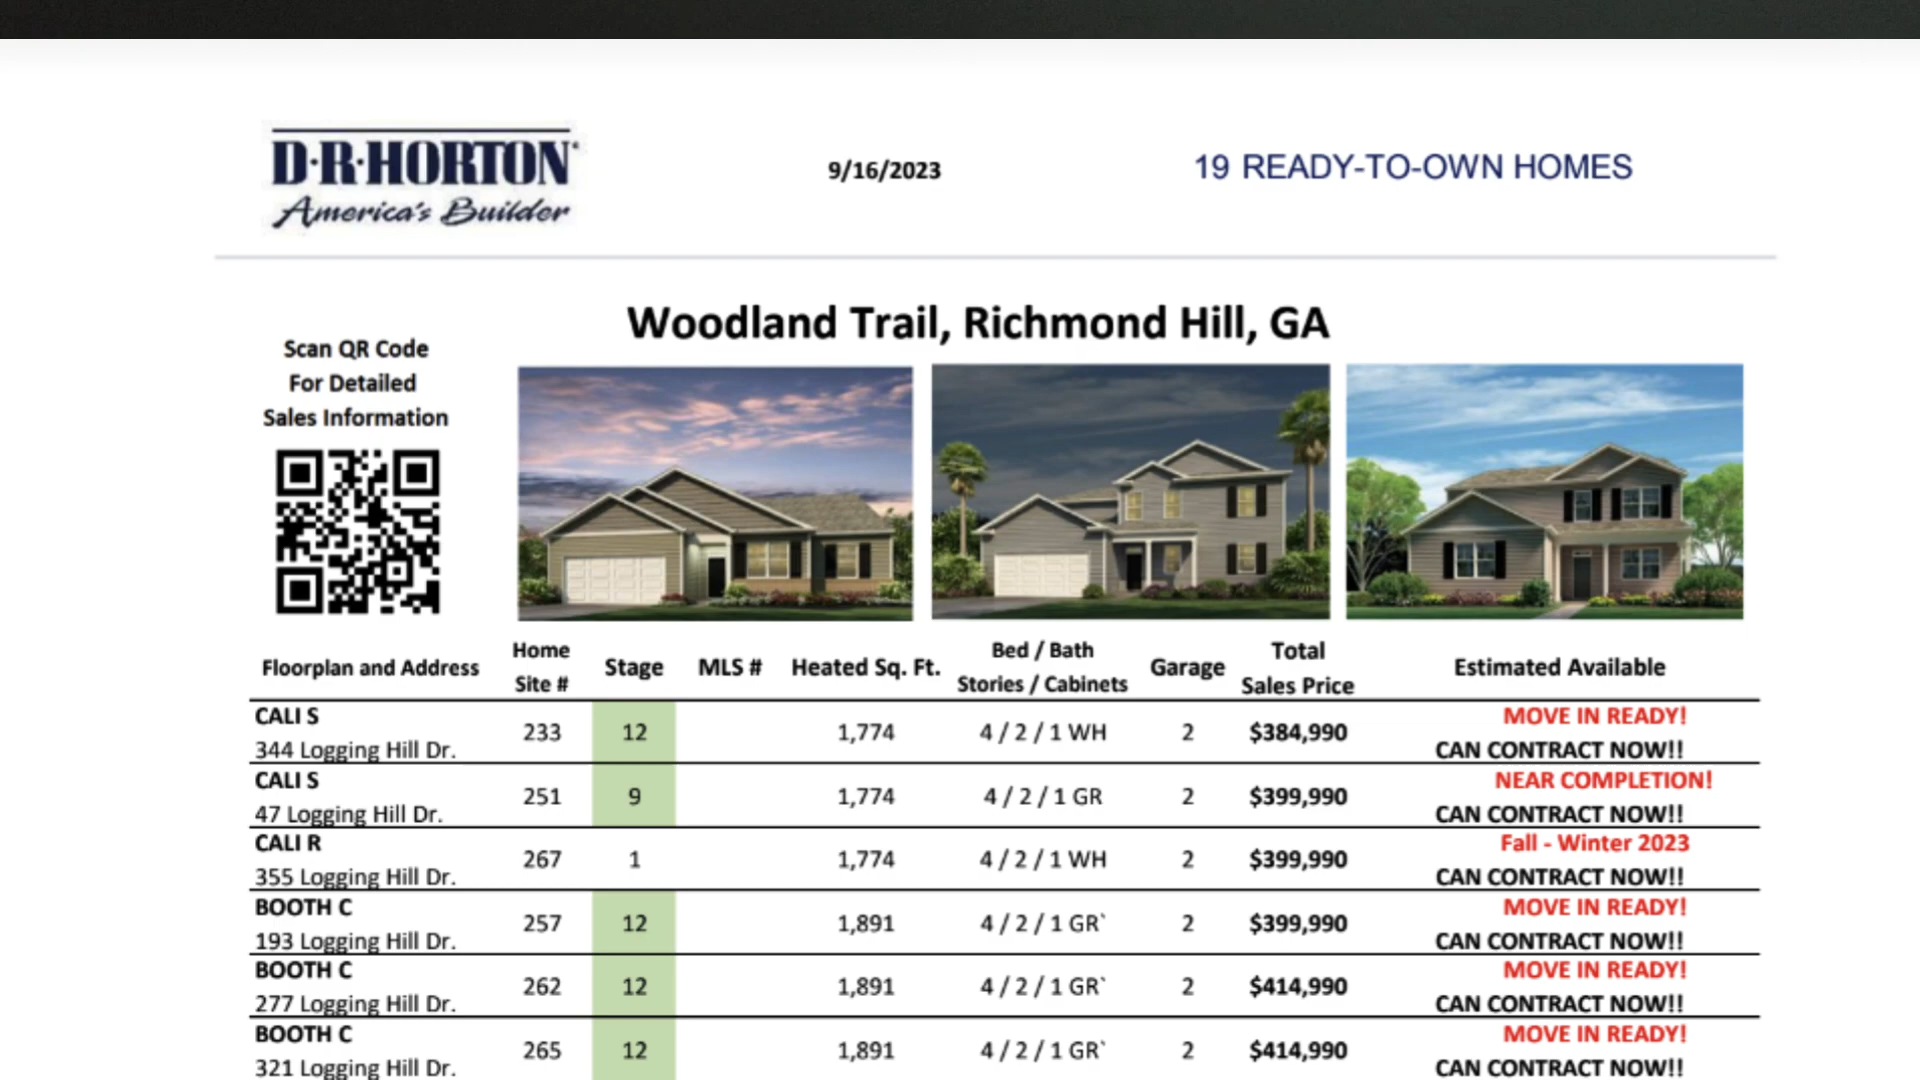 D·R·HORTON®
America's Builder
9/16/2023
19 READY-TO-OWN HOMES
Woodland Trail, Richmond Hill, GA
Scan QR Code
For Detailed
Sales Information
Floorplan and Address Home Site # Stage MLS # Heated Sq. Ft. Bed / Bath Stories / Cabinets Garage Total Sales Price Estimated Available
CALI S
344 Logging Hill Dr. 233 12 1,774 4 / 2 / 1 WH 2 $384,990 MOVE IN READY!
CAN CONTRACT NOW!!
CALI S
47 Logging Hill Dr. 251 9 1,774 4 / 2 / 1 GR 2 $399,990 NEAR COMPLETION!
CAN CONTRACT NOW!!
CALI R
355 Logging Hill Dr. 267 1 1,774 4 / 2 / 1 WH 2 $399,990 Fall - Winter 2023
CAN CONTRACT NOW!!
BOOTH C
193 Logging Hill Dr. 257 12 1,891 4 / 2 / 1 GR` 2 $399,990 MOVE IN READY!
CAN CONTRACT NOW!!
BOOTH C
277 Logging Hill Dr. 262 12 1,891 4 / 2 / 1 GR` 2 $414,990 MOVE IN READY!
CAN CONTRACT NOW!!
BOOTH C
321 Logging Hill Dr. 265 12 1,891 4 / 2 / 1 GR` 2 $414,990 MOVE IN READY!
CAN CONTRACT NOW!!